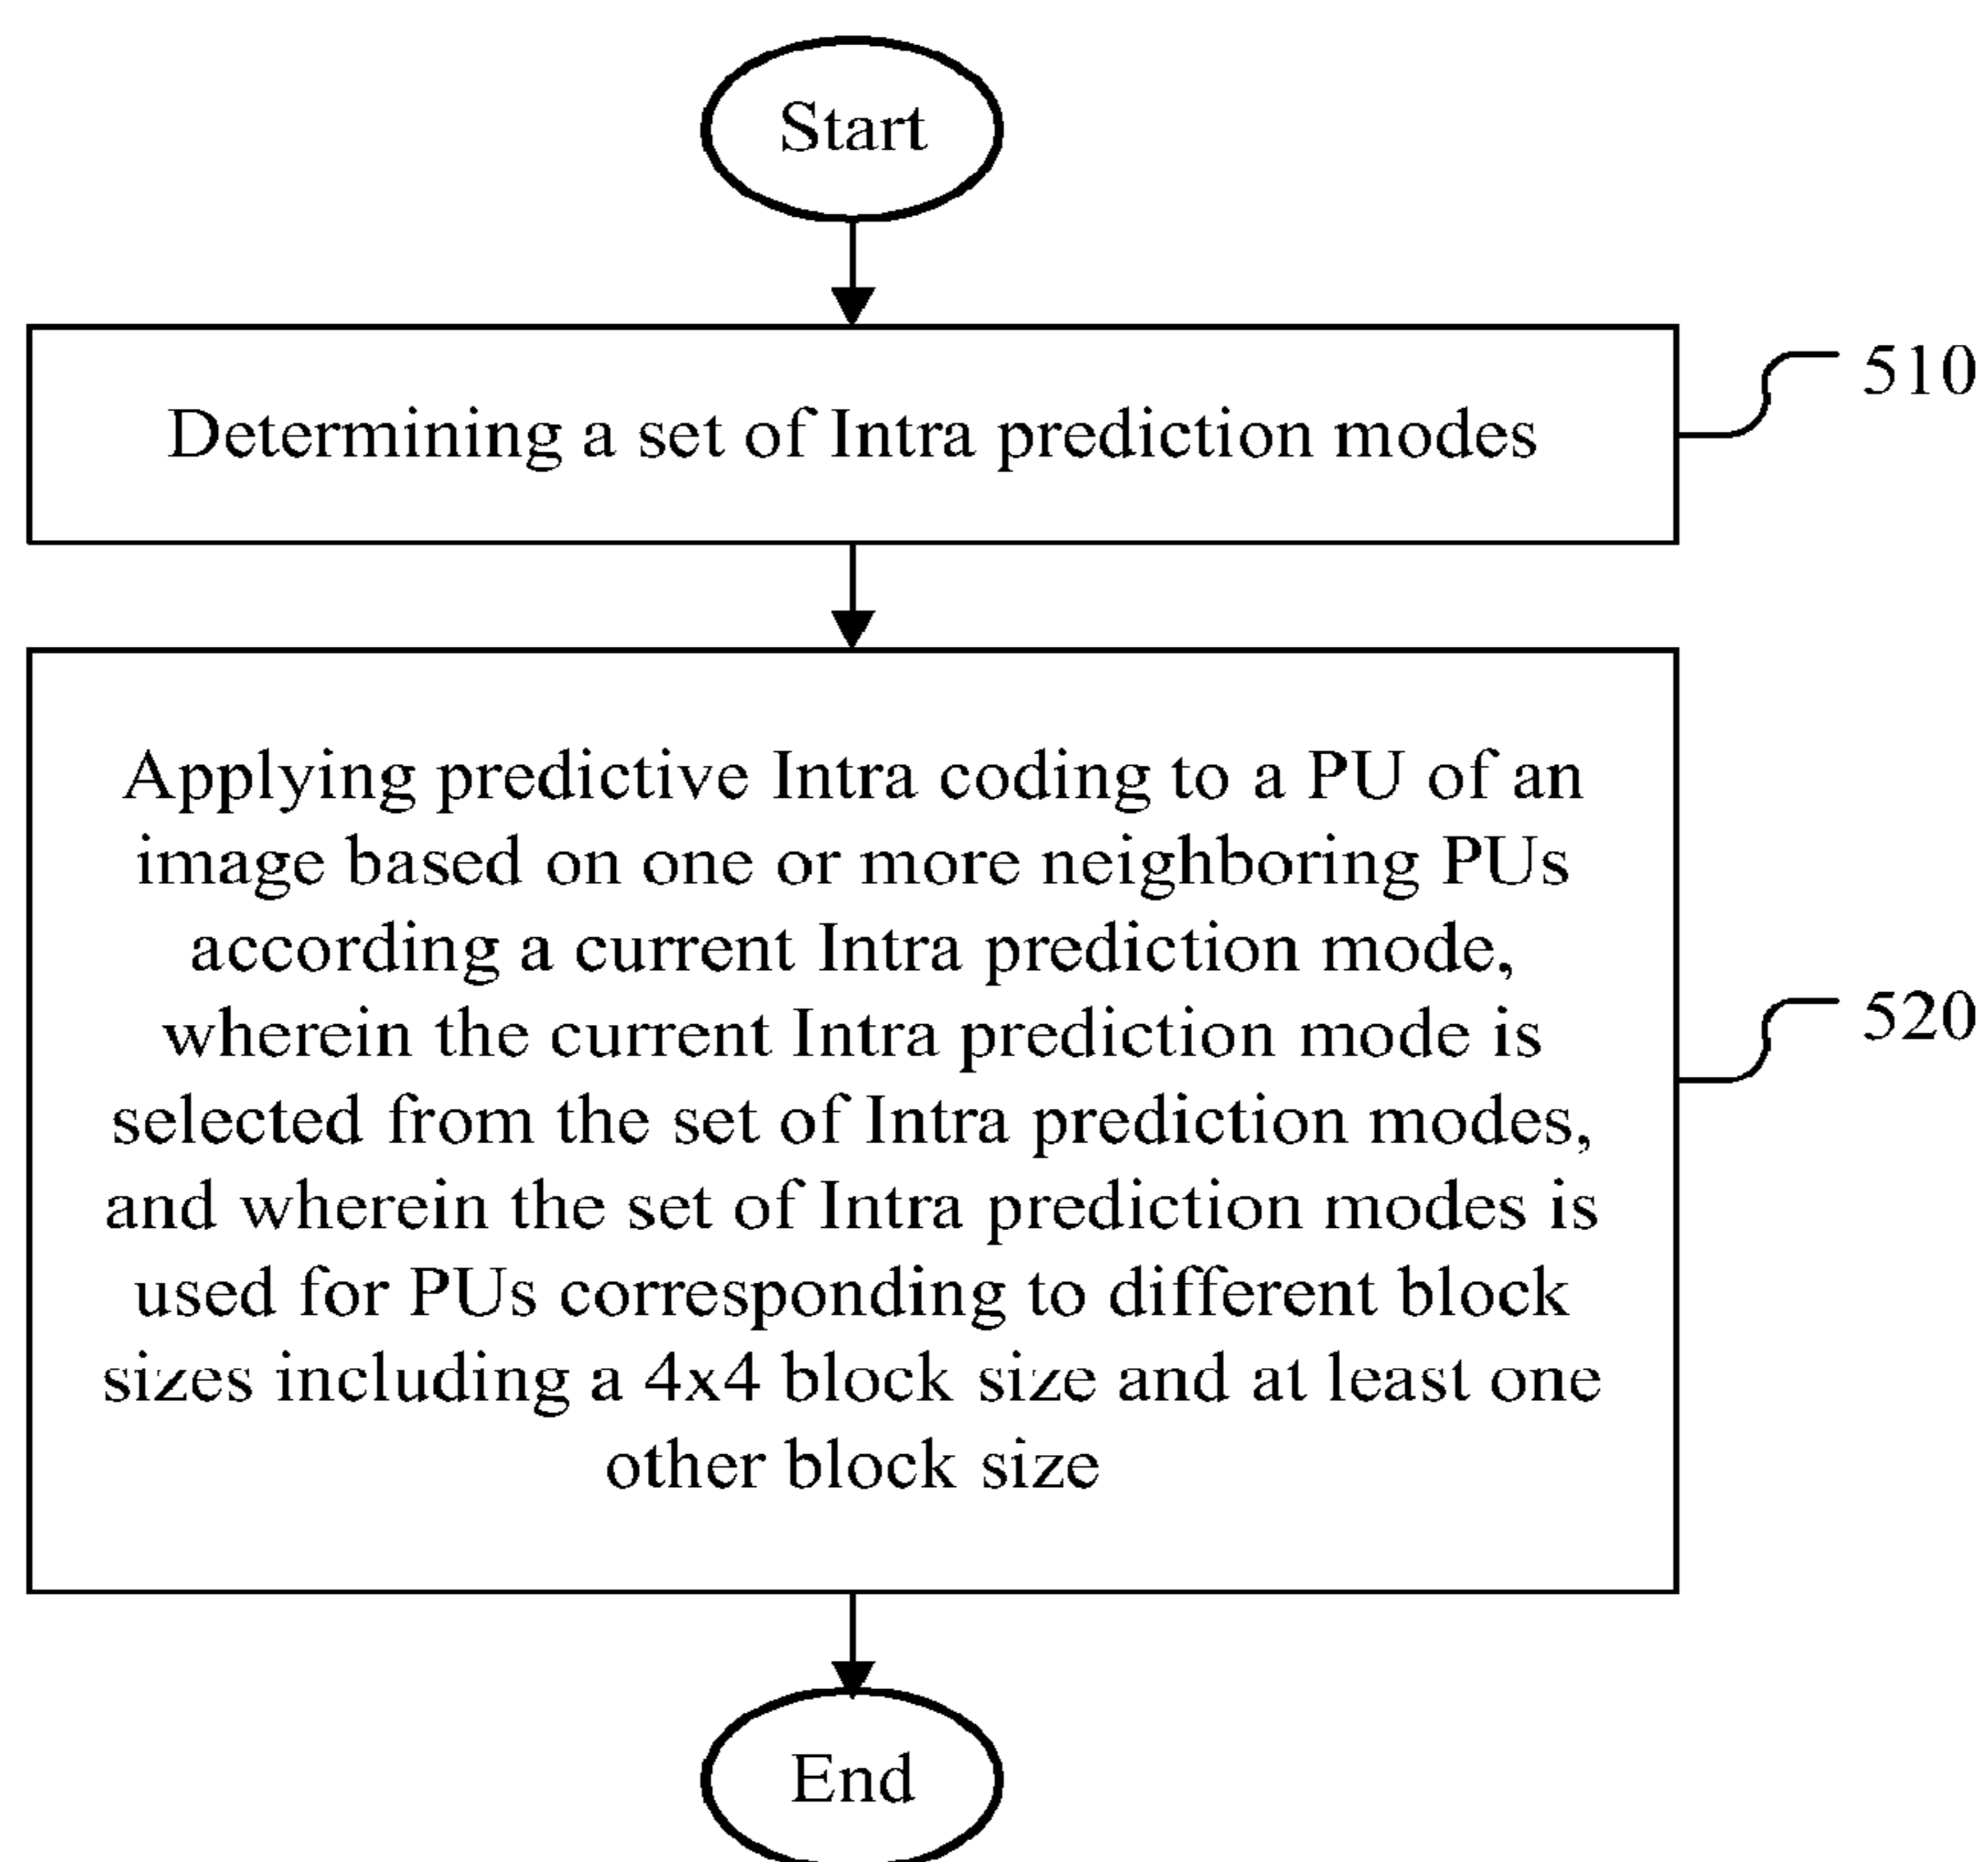 Start
510
Determining a set of Intra prediction modes
Applying predictive Intra coding to a PU of an
image based on one or more neighboring PUs
according a current Intra prediction mode,
wherein the current Intra prediction mode is
selected from the set of Intra prediction modes,
and wherein the set of Intra prediction modes is
used for PUs corresponding to different block
sizes including a 4x4 block size and at least one
other block size
520
End